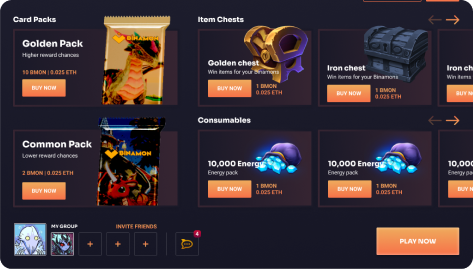 Card Packs
Golden Pack
Higher reward chances
10 BMON | 0.025 ETH
BUY NOW
BINAMON
Common Pack
Lower reward chances
2 BMON | 0.025 ETH
BUY NOW
BINAMON
Item Chests
Golden chest
Win items for your Binamons
BUY NOW
1 BMON
0.025 ETH
Iron chest
Win items for your Binamons
BUY NOW
1 BMON
0.025 ETH
Iron ch
Win items
BUY
Consumables
10,000 Energy
Energy pack
BUY NOW
1 BMON
0.025 ETH
10,000 Energy
Energy pack
BUY NOW
1 BMON
0.025 ETH
10,000
Energy p
BUY
MY GROUP
INVITE FRIENDS
+
+
+
4
PLAY NOW